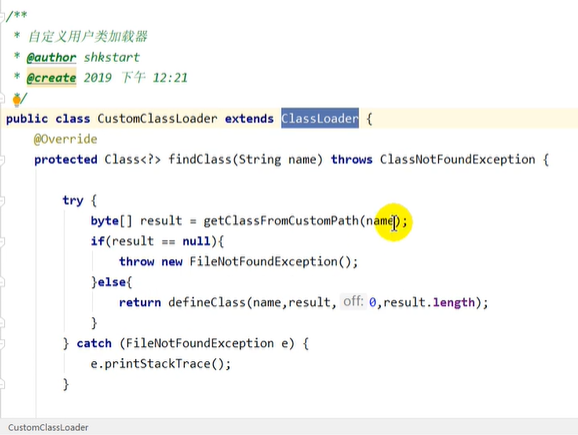 /**
* 自定义用户类加载器
* @author shkstart
* @create 2019 下午 12:21
*/
public class CustomClassLoader extends ClassLoader {
@Override
protected Class<?> findClass(String name) throws ClassNotFoundException {
try {
byte[] result = getClassFromCustomPath(name);
if(result == null){
throw new FileNotFoundException();
}else{
return defineClass(name,result, off: 0,result.length);
}
} catch (FileNotFoundException e) {
e.printStackTrace();
}
CustomClassLoader